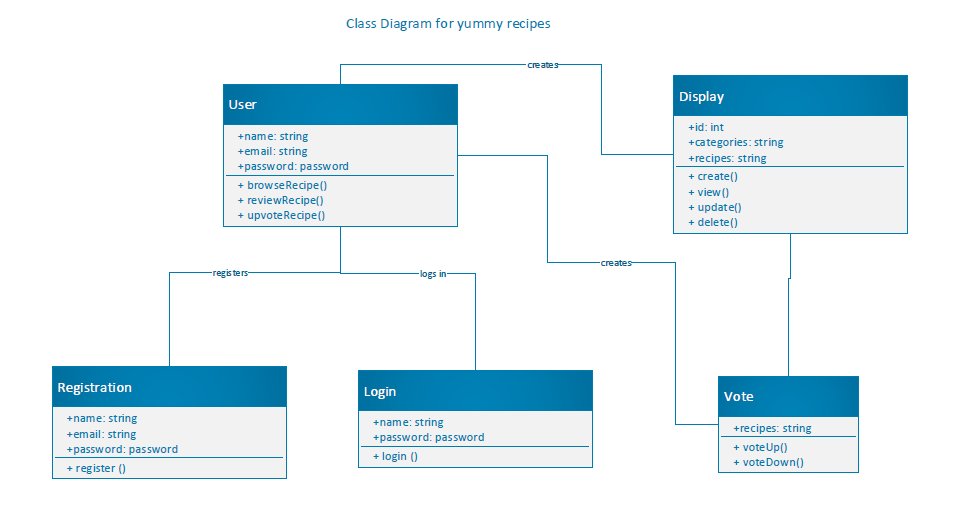 Class Diagram for yummy recipes
creates
User
+name: string
+email: string
+password: password
+ browseRecipe()
+ reviewRecipe()
+ upvoteRecipe()
Display
+id: int
+categories: string
+recipes: string
+ create()
+ view()
+ update()
+ delete()
creates
registers
logs in
Registration
+name: string
+email: string
+password: password
+ register ()
Login
+name: string
+password: password
+ login ()
Vote
+recipes: string
+ voteUp()
+ voteDown()